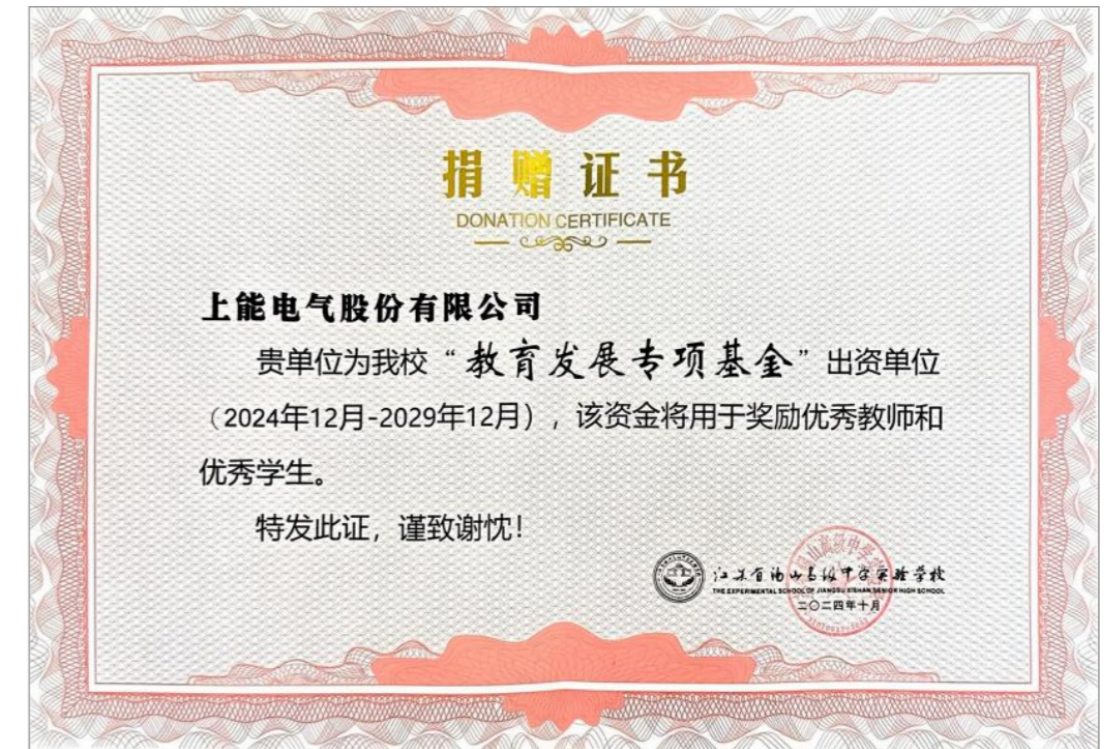 捐赠证书
DONATION CERTIFICATE
上能电气股份有限公司
贵单位为我校“教育发展专项基金”出资单位
(2024年12月-2029年12月),该资金将用于奖励优秀教师和
优秀学生。
特发此证,谨致谢忱!
江苏省锡山高级中学实验学校
THE EXPERIMENTAL SCHOOL OF JIANGSU XISHAN SENIOR HIGH SCHOOL
二〇二四年十月